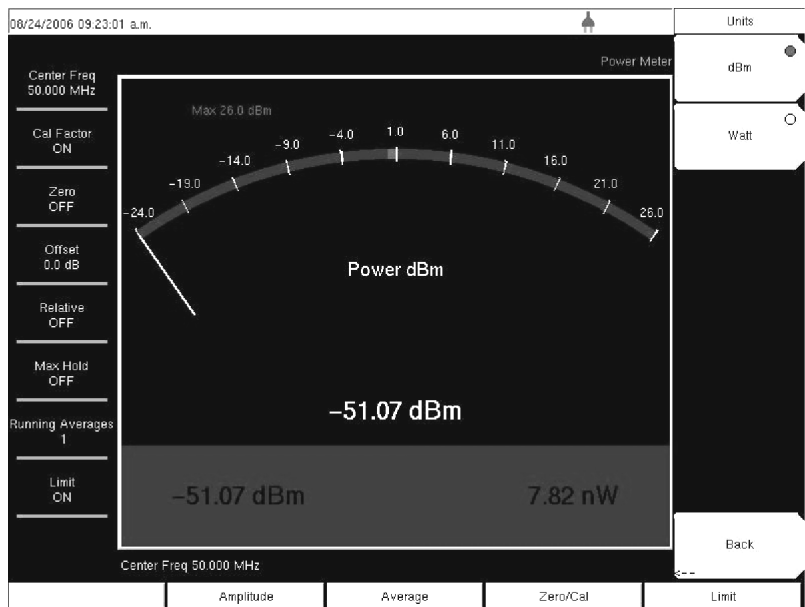 08/24/2006 09:23:01 a.m.
Units
Power Meter
dBm
Watt
Center Freq
50.000 MHz
Cal Factor
ON
Zero
OFF
Offset
0.0 dB
Relative
OFF
Max Hold
OFF
Running Averages
1
Limit
ON
Max 26.0 dBm
-24.0 -19.0 -14.0 -9.0 -4.0 1.0 6.0 11.0 16.0 21.0 26.0
Power dBm
-51.07 dBm
-51.07 dBm 7.82 nW
Center Freq 50.000 MHz
Back
<--
Amplitude Average Zero/Cal Limit